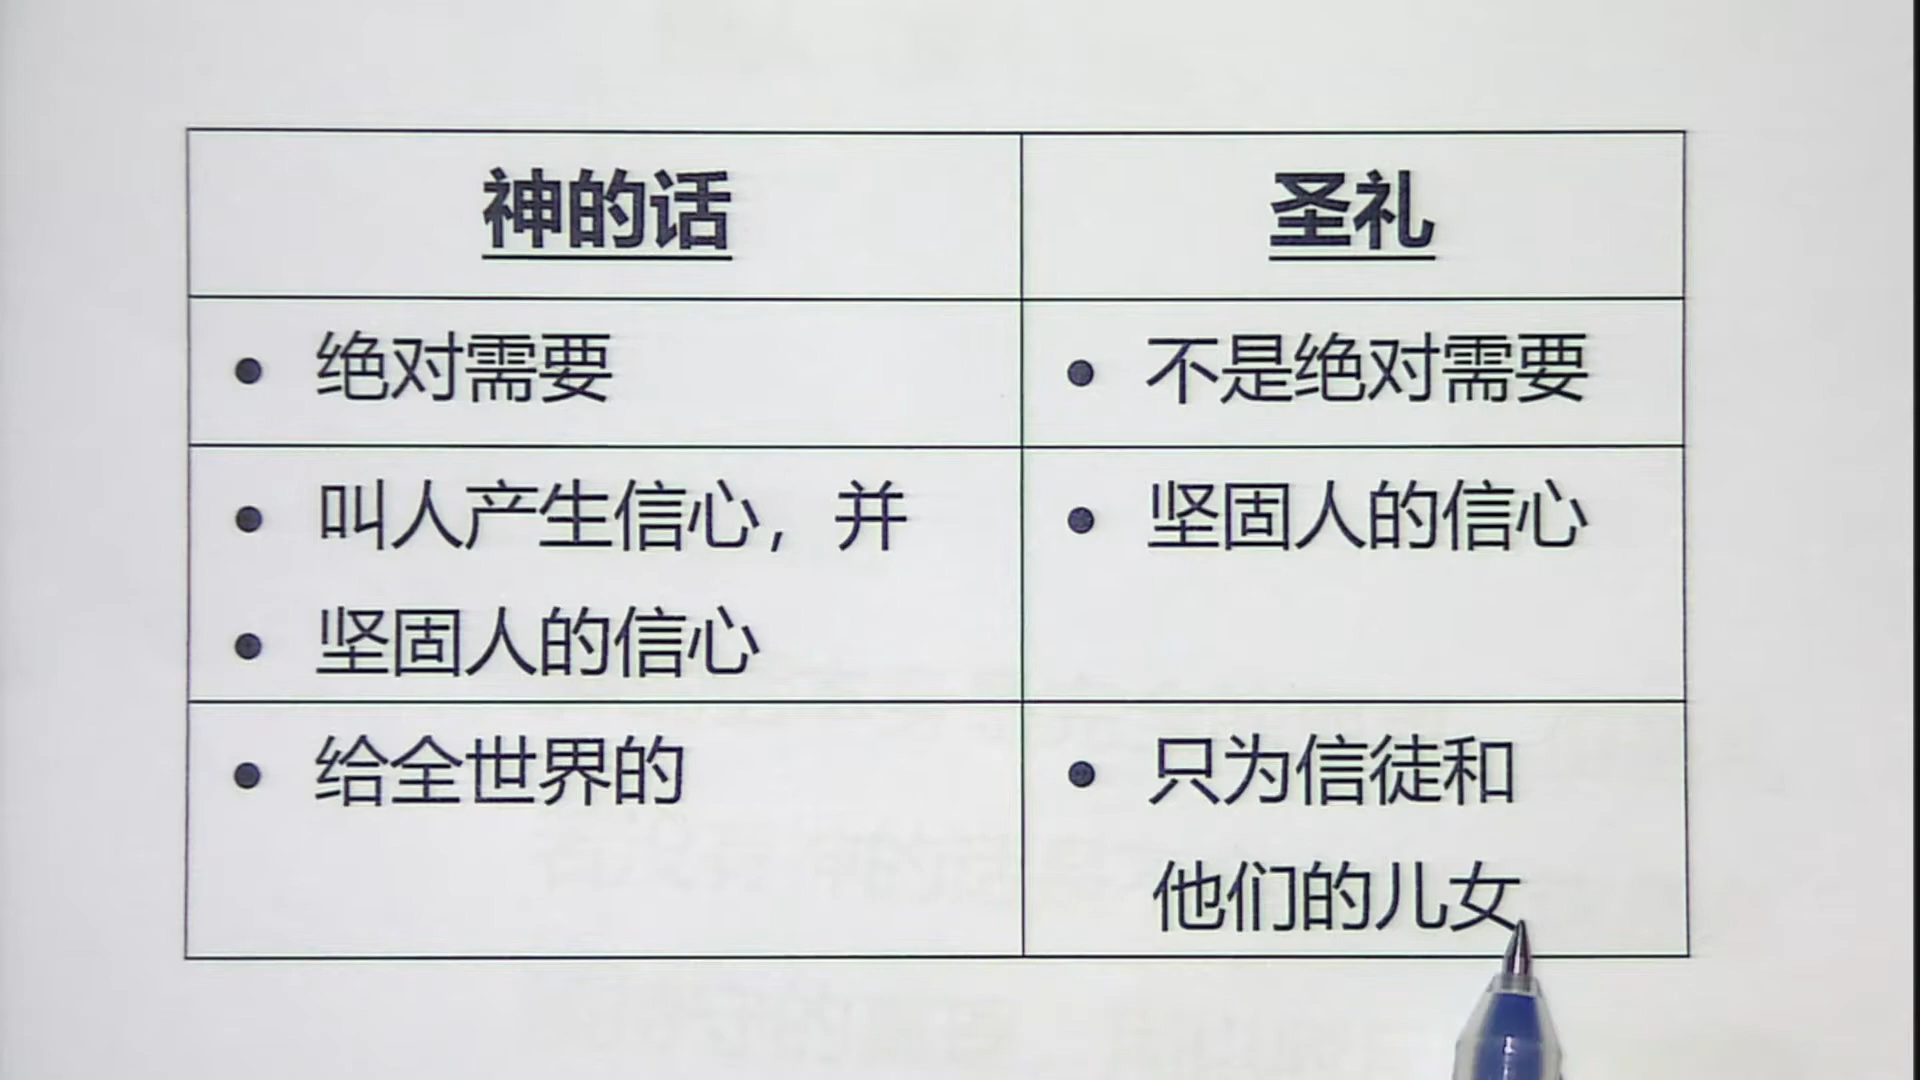 神的话
圣礼
• 绝对需要
• 不是绝对需要
• 叫人产生信心，并
• 坚固人的信心
• 坚固人的信心
• 给全世界的
• 只为信徒和
他们的儿女